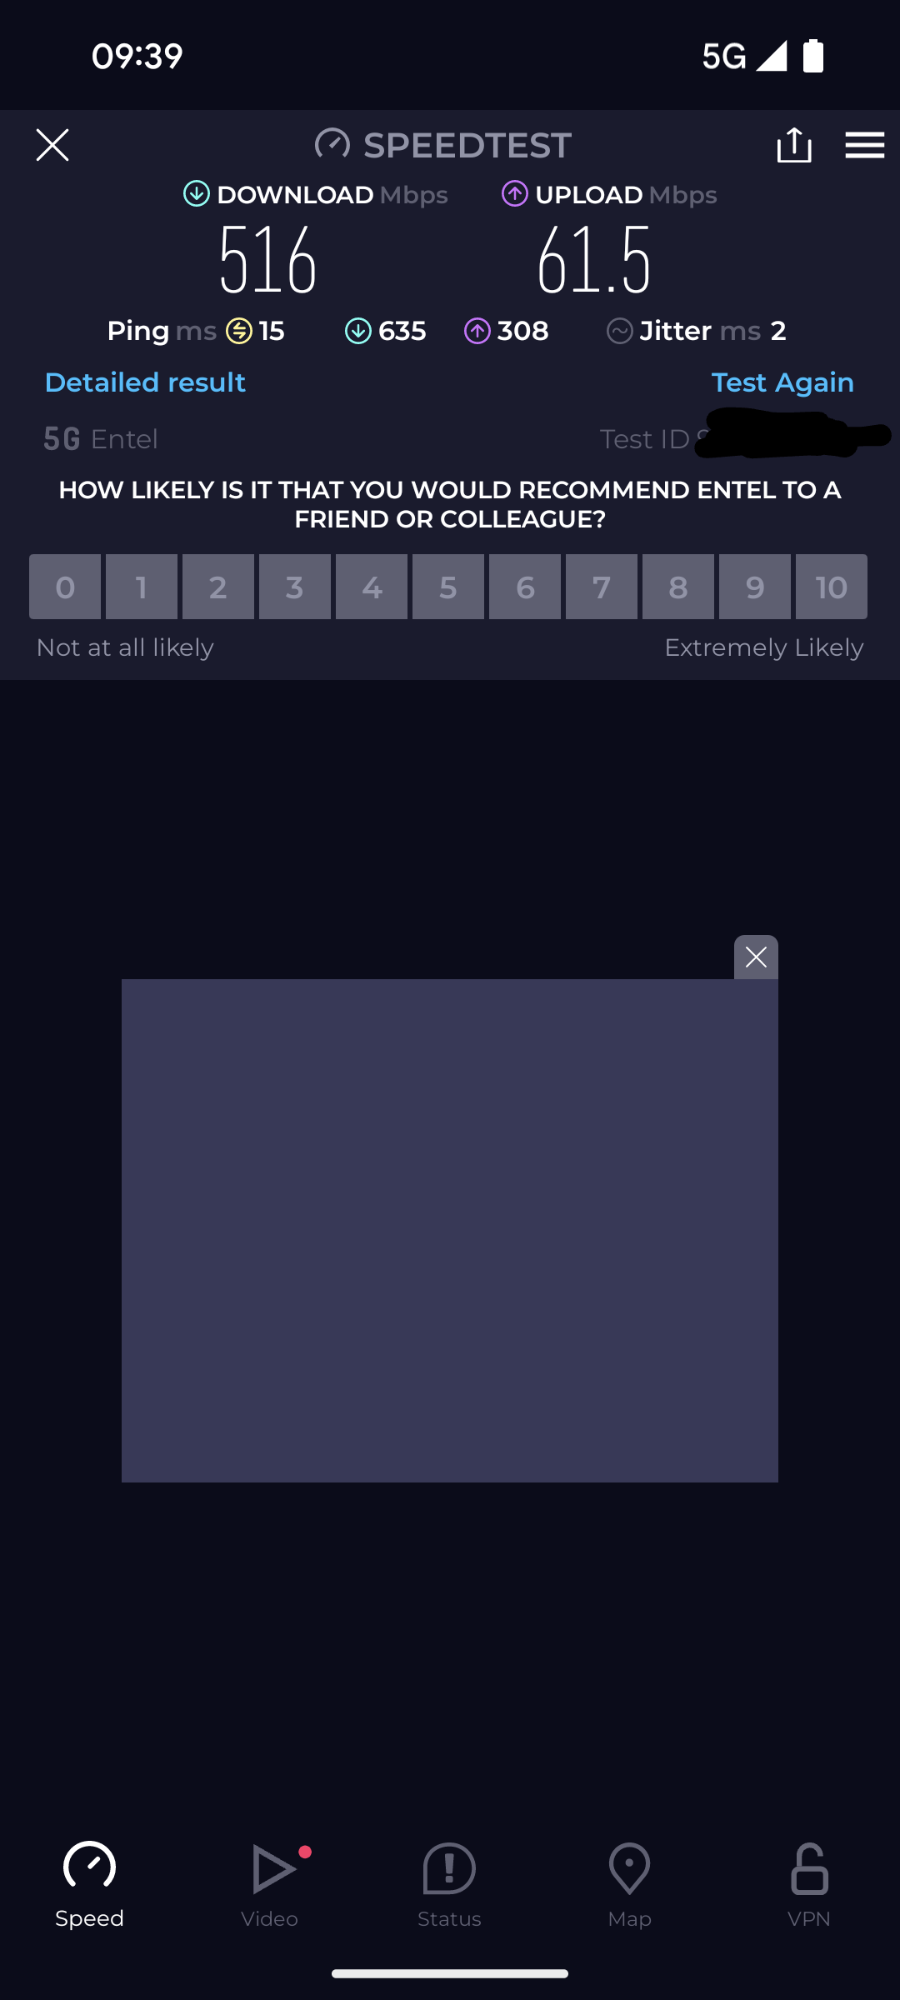 09:39
5G
SPEEDTEST
DOWNLOAD Mbps
UPLOAD Mbps
516
61.5
Ping ms 15 635 308 Jitter ms 2
Detailed result
Test Again
5G Entel
Test ID
HOW LIKELY IS IT THAT YOU WOULD RECOMMEND ENTEL TO A
FRIEND OR COLLEAGUE?
0 1 2 3 4 5 6 7 8 9 10
Not at all likely
Extremely Likely
Speed
Video
Status
Map
VPN